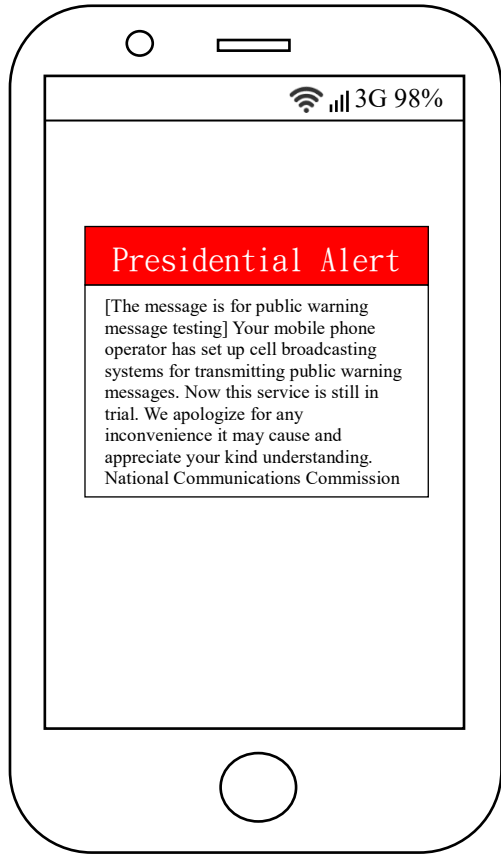 3G 98%
Presidential Alert
[The message is for public warning
message testing] Your mobile phone
operator has set up cell broadcasting
systems for transmitting public warning
messages. Now this service is still in
trial. We apologize for any
inconvenience it may cause and
appreciate your kind understanding.
National Communications Commission